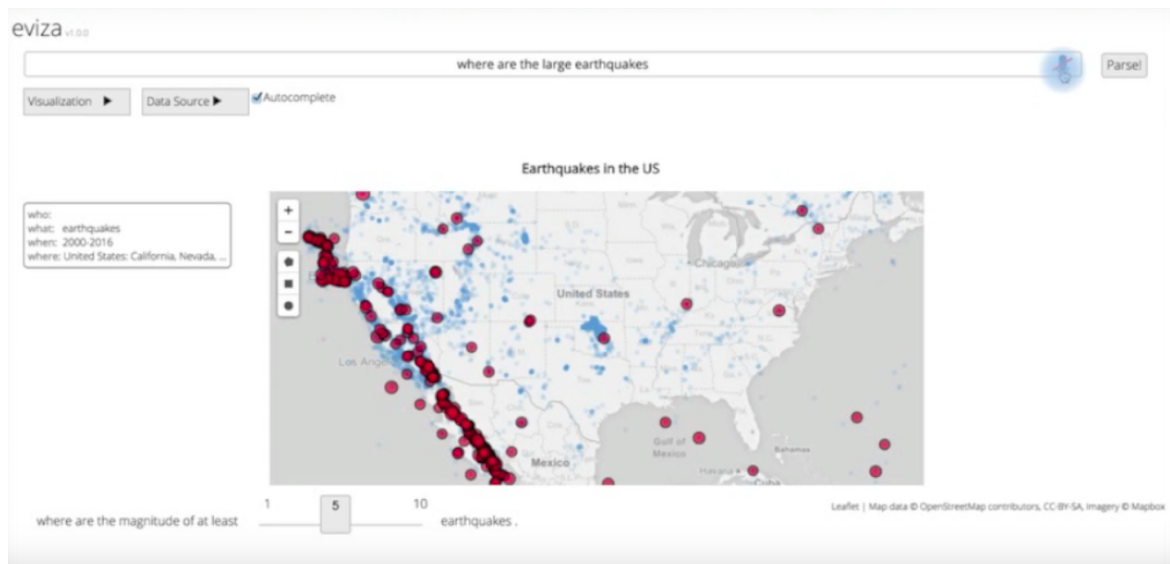 eviza v1.0.0
where are the large earthquakes
Parse!
Visualization ▶
Data Source ▶
Autocomplete
Earthquakes in the US
who:
what: earthquakes
when: 2000-2016
where: United States: California, Nevada, ...
+
−
Chicago
United States
Los Ange
Gulf of
Mexico
Bahamas
Mexico
Havana
Cuba
1 5 10
where are the magnitude of at least earthquakes .
Leaflet | Map data © OpenStreetMap contributors, CC-BY-SA, Imagery © Mapbox